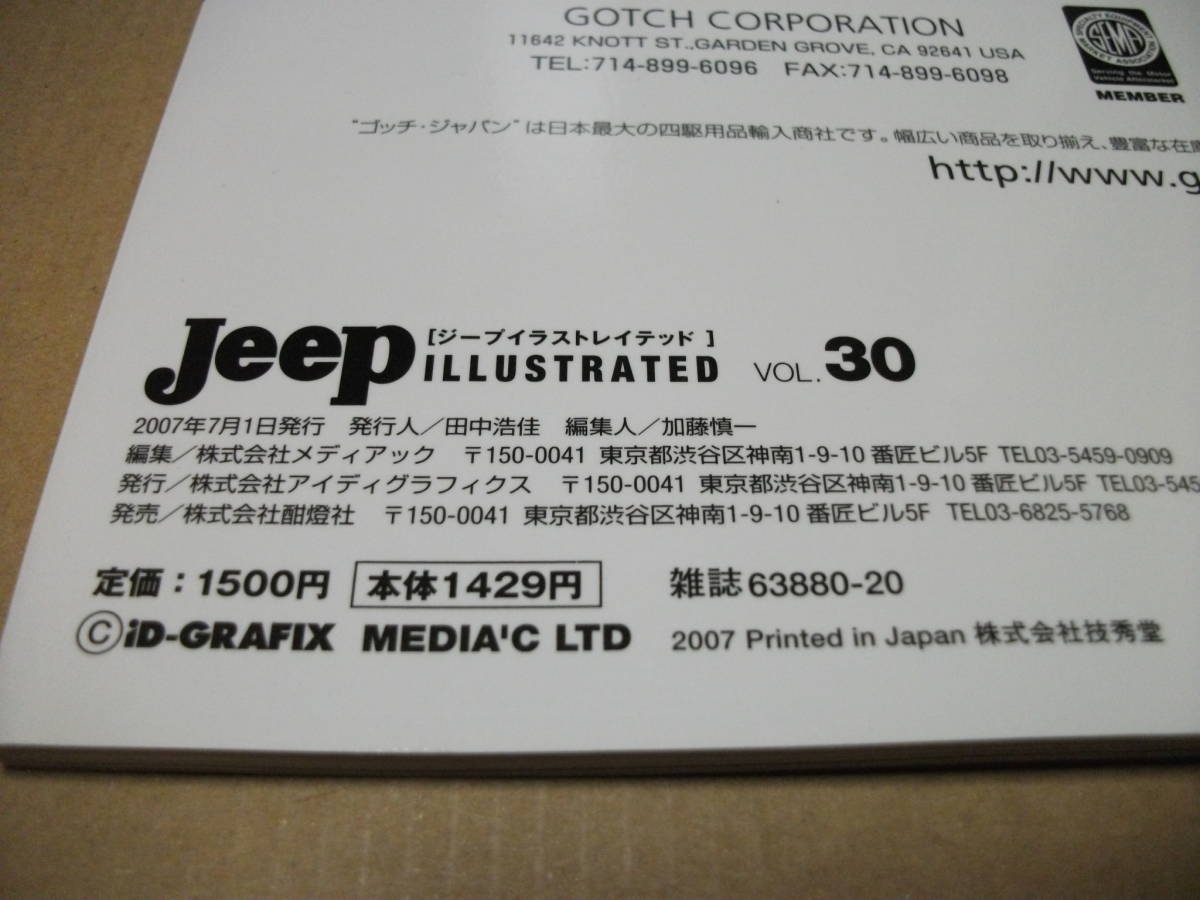 GOTCH CORPORATION
11642 KNOTT ST.,GARDEN GROVE, CA 92641 USA
TEL:714-899-6096 FAX:714-899-6098
SPECIALTY EQUIPMENT MARKET ASSOCIATION
SEMA
Serving the Motor
Vehicle Aftermarket
MEMBER
"ゴッチ・ジャパン"は日本最大の四駆用品輸入商社です。幅広い商品を取り揃え、豊富な在庫
http://www.g
Jeep [ジープイラストレイテッド] ILLUSTRATED VOL.30
2007年7月1日発行 発行人／田中浩佳 編集人／加藤慎一
編集／株式会社メディアック 〒150-0041 東京都渋谷区神南1-9-10 番匠ビル5F TEL03-5459-0909
発行／株式会社アイディグラフィクス 〒150-0041 東京都渋谷区神南1-9-10 番匠ビル5F TEL03-545
発売／株式会社酣燈社 〒150-0041 東京都渋谷区神南1-9-10 番匠ビル5F TEL03-6825-5768
定価：1500円 本体1429円 雑誌 63880-20
©iD-GRAFIX MEDIA'C LTD 2007 Printed in Japan 株式会社技秀堂